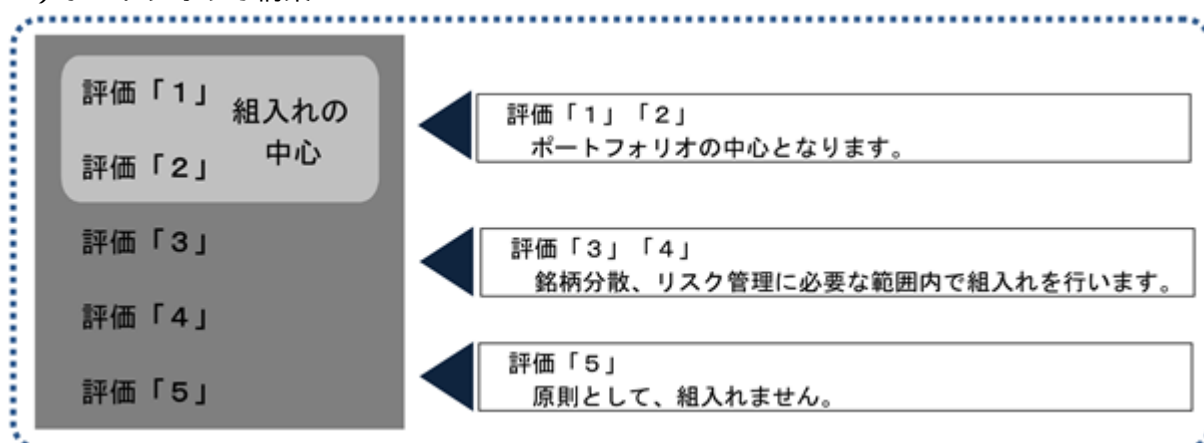 評価「１」
組入れの
中心
評価「２」
評価「３」
評価「４」
評価「５」
評価「１」「２」
ポートフォリオの中心となります。
評価「３」「４」
銘柄分散、リスク管理に必要な範囲内で組入れを行います。
評価「５」
原則として、組入れません。